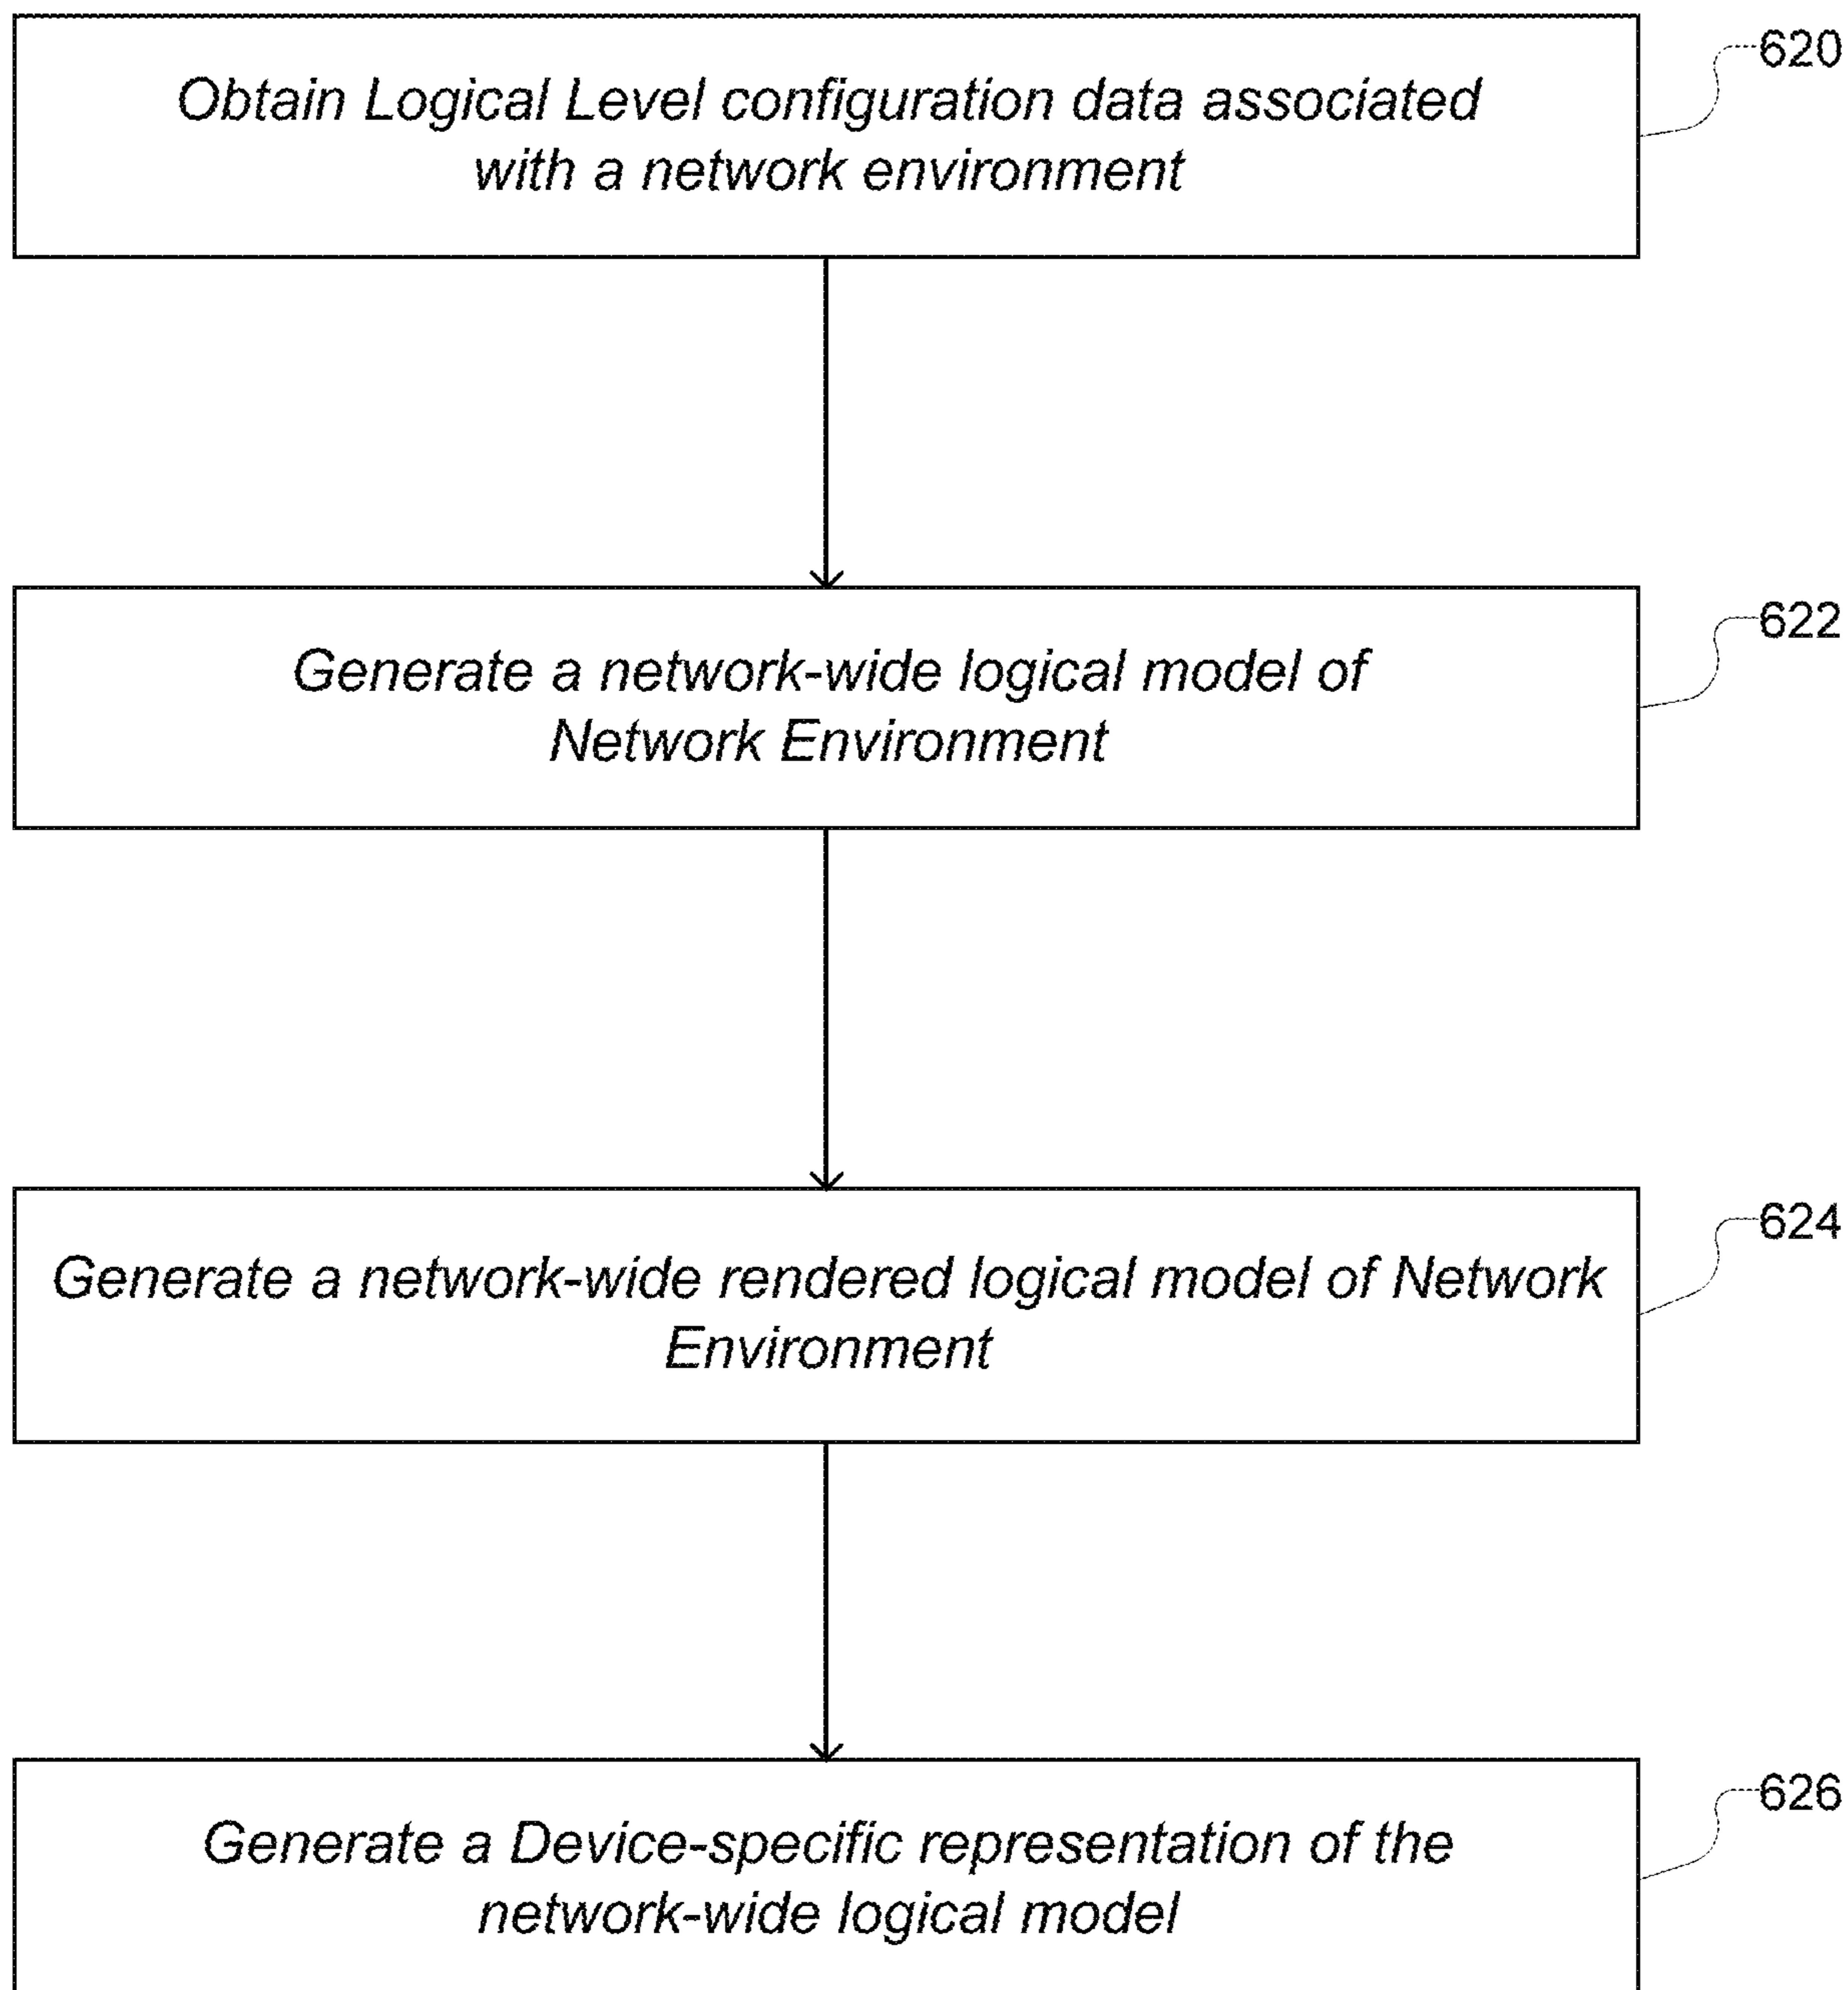 620
Obtain Logical Level configuration data associated
with a network environment
622
Generate a network-wide logical model of
Network Environment
624
Generate a network-wide rendered logical model of Network
Environment
626
Generate a Device-specific representation of the
network-wide logical model